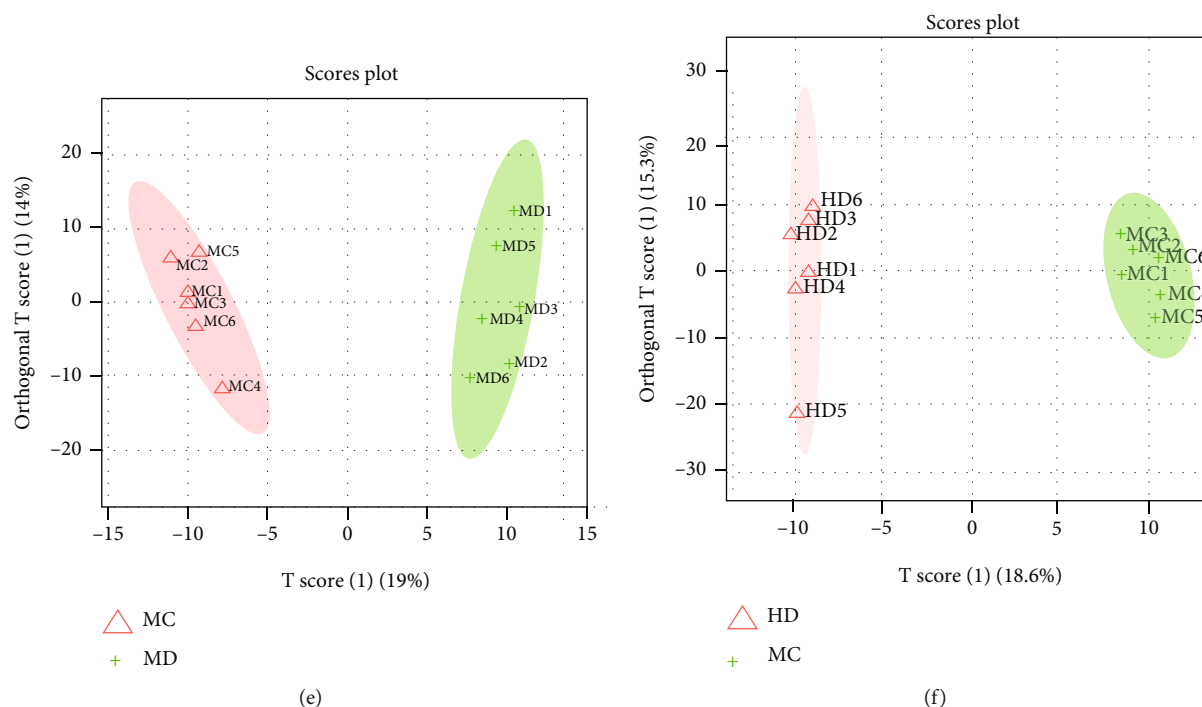 Scores plot
20
10
0
–10
–20
Orthogonal T score (1) (14%)
MC5
MC2
MC1
MC3
MC6
MC4
MD1
MD5
MD3
MD4
MD2
MD6
–15 –10 –5 0 5 10 15
T score (1) (19%)
MC
MD
(e)
Scores plot
30
20
10
0
–10
–20
–30
Orthogonal T score (1) (15.3%)
HD6
HD3
HD2
HD1
HD4
HD5
MC3
MC2
MC6
MC1
MC
MC5
–10 –5 0 5 10
T score (1) (18.6%)
HD
MC
(f)